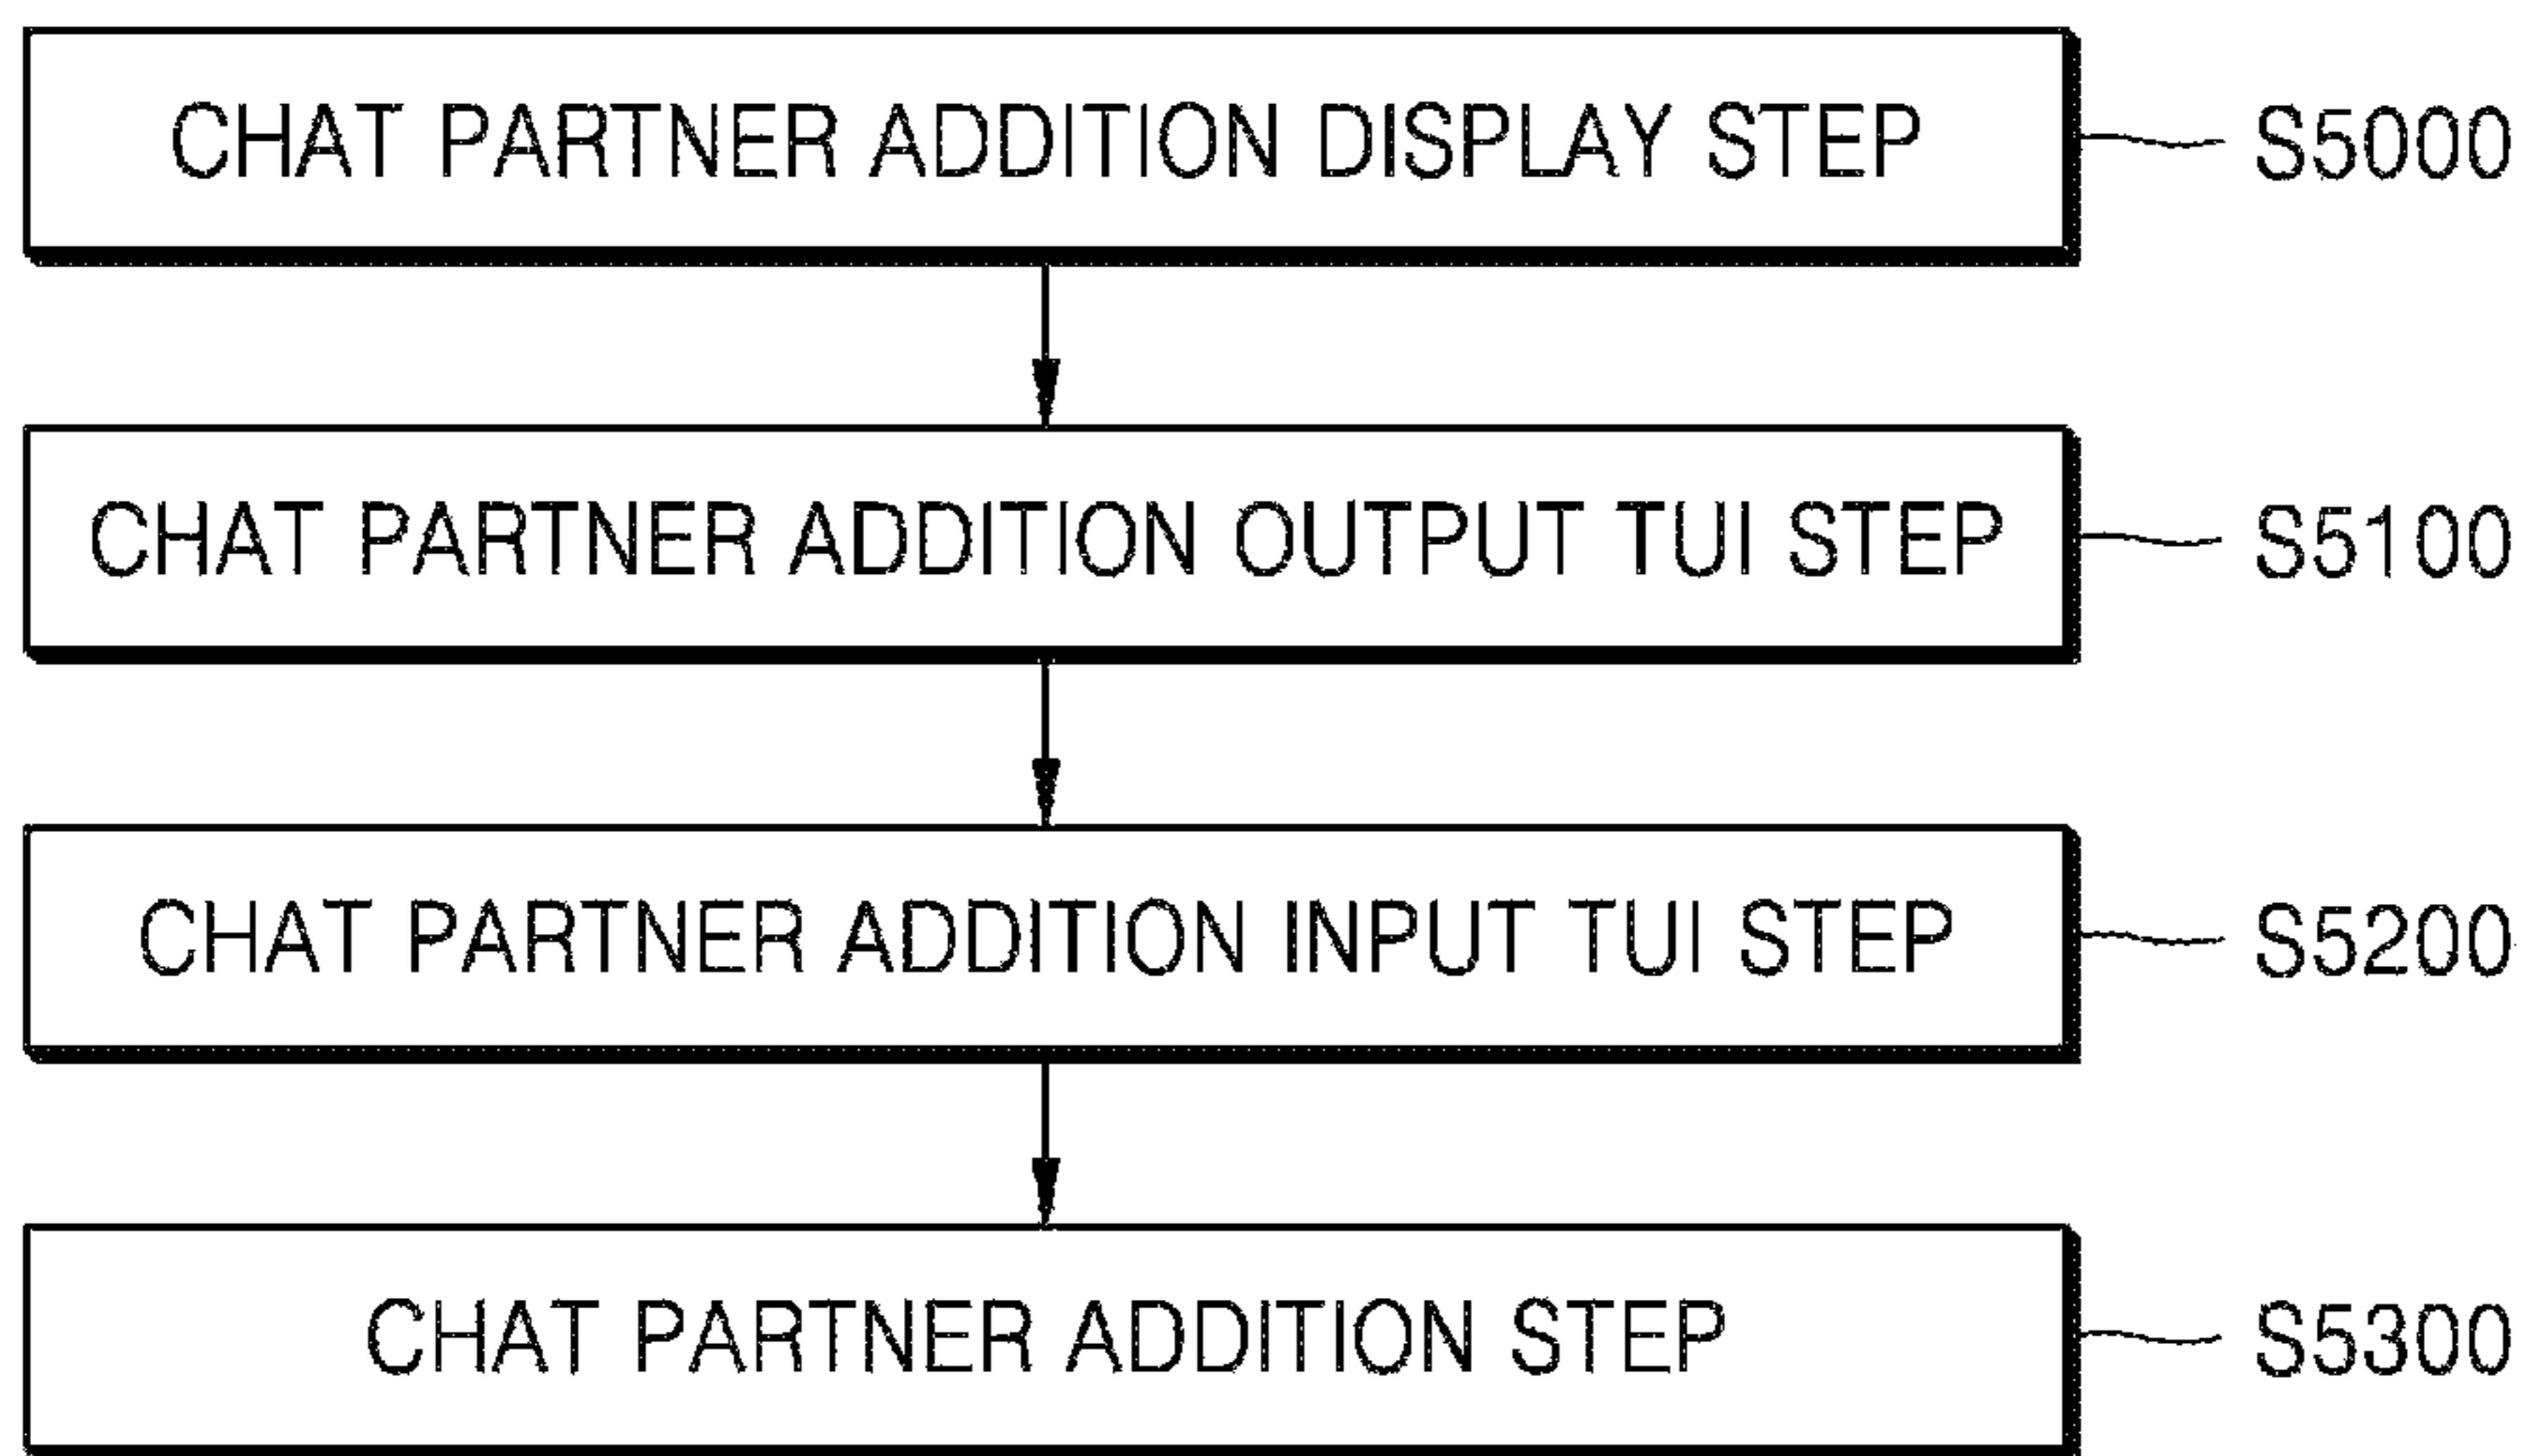 CHAT PARTNER ADDITION DISPLAY STEP S5000
CHAT PARTNER ADDITION OUTPUT TUI STEP S5100
CHAT PARTNER ADDITION INPUT TUI STEP S5200
CHAT PARTNER ADDITION STEP S5300